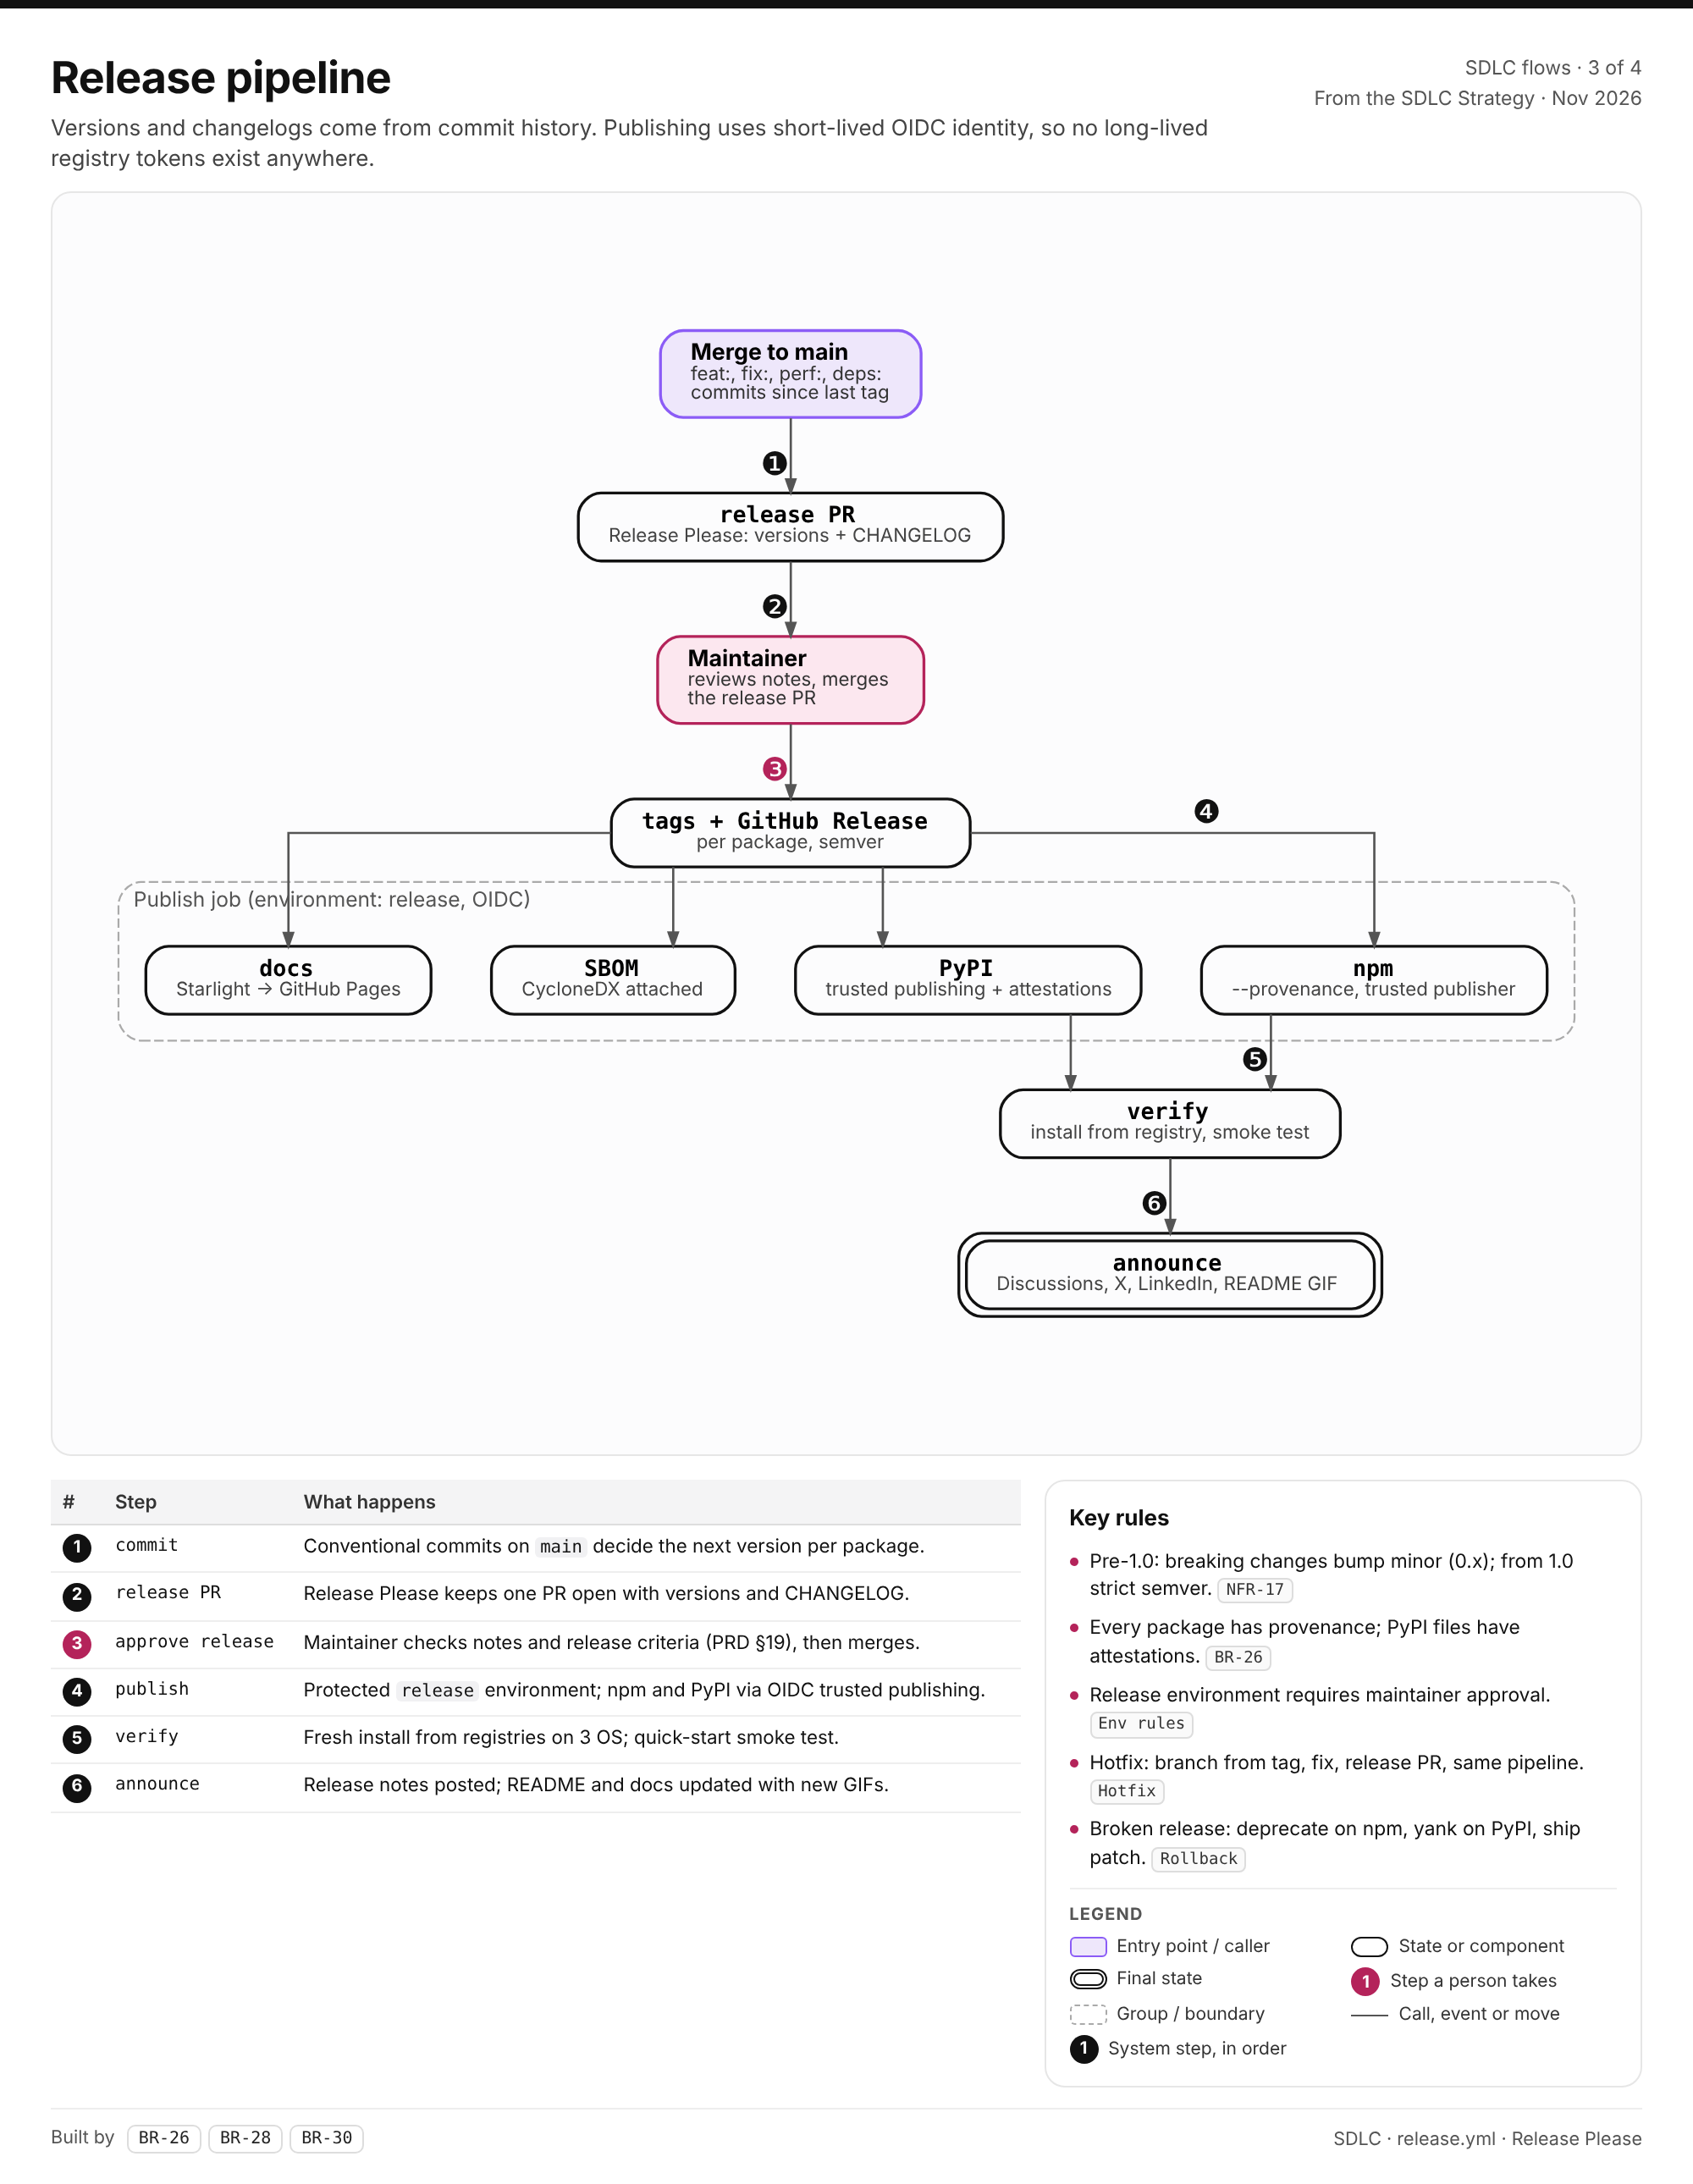 Release pipeline
SDLC flows · 3 of 4
From the SDLC Strategy · Nov 2026
Versions and changelogs come from commit history. Publishing uses short-lived OIDC identity, so no long-lived
registry tokens exist anywhere.
Merge to main
feat:, fix:, perf:, deps:
commits since last tag
1
release PR
Release Please: versions + CHANGELOG
2
Maintainer
reviews notes, merges
the release PR
3
tags + GitHub Release
per package, semver
4
Publish job (environment: release, OIDC)
docs
Starlight → GitHub Pages
SBOM
CycloneDX attached
PyPI
trusted publishing + attestations
npm
--provenance, trusted publisher
5
verify
install from registry, smoke test
6
announce
Discussions, X, LinkedIn, README GIF
# Step What happens
1 commit Conventional commits on main decide the next version per package.
2 release PR Release Please keeps one PR open with versions and CHANGELOG.
3 approve release Maintainer checks notes and release criteria (PRD §19), then merges.
4 publish Protected release environment; npm and PyPI via OIDC trusted publishing.
5 verify Fresh install from registries on 3 OS; quick-start smoke test.
6 announce Release notes posted; README and docs updated with new GIFs.
Key rules
Pre-1.0: breaking changes bump minor (0.x); from 1.0
strict semver. NFR-17
Every package has provenance; PyPI files have
attestations. BR-26
Release environment requires maintainer approval.
Env rules
Hotfix: branch from tag, fix, release PR, same pipeline.
Hotfix
Broken release: deprecate on npm, yank on PyPI, ship
patch. Rollback
LEGEND
Entry point / caller
State or component
Final state
1 Step a person takes
Group / boundary
Call, event or move
1 System step, in order
Built by BR-26 BR-28 BR-30
SDLC · release.yml · Release Please